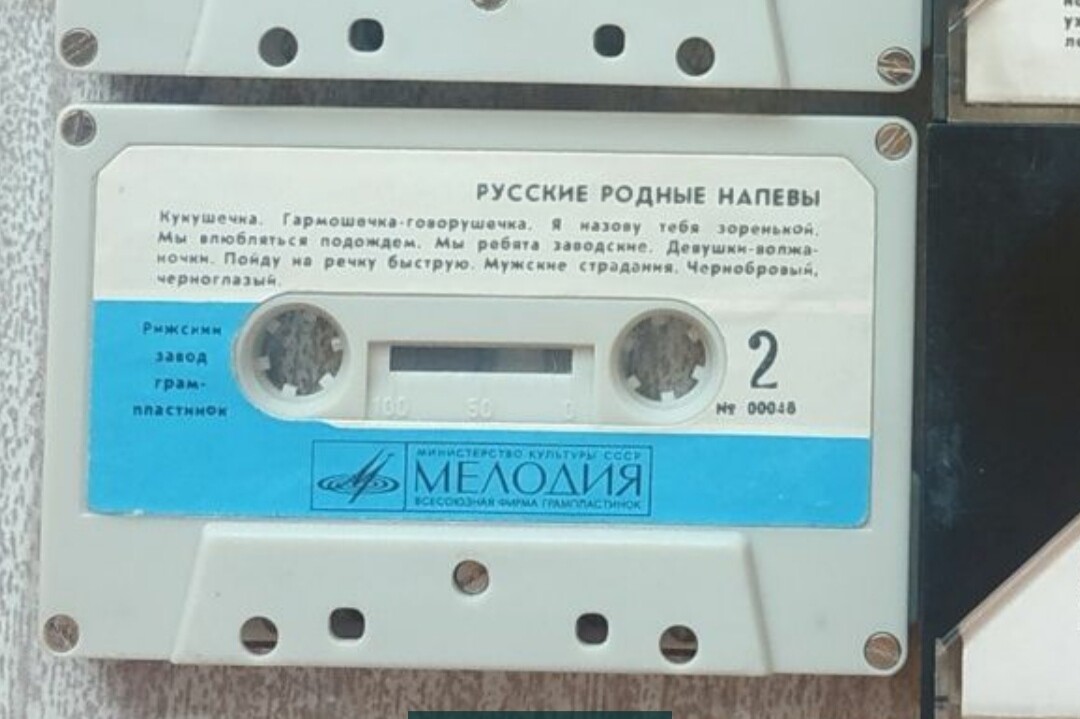 РУССКИЕ РОДНЫЕ НАПЕВЫ
Кукушечка. Гармошечка-говорушечка. Я назову тебя зоренькой.
Мы влюбляться подождем. Мы ребята заводские. Девушки-волжа-
ночки. Пойду на речку быструю. Мужские страдания. Чернобровый,
черноглазый.
Рижский
завод
грам-
пластинок
2
№ 00048
100 50 0
МИНИСТЕРСТВО КУЛЬТУРЫ СССР
МЕЛОДИЯ
ВСЕСОЮЗНАЯ ФИРМА ГРАМПЛАСТИНОК